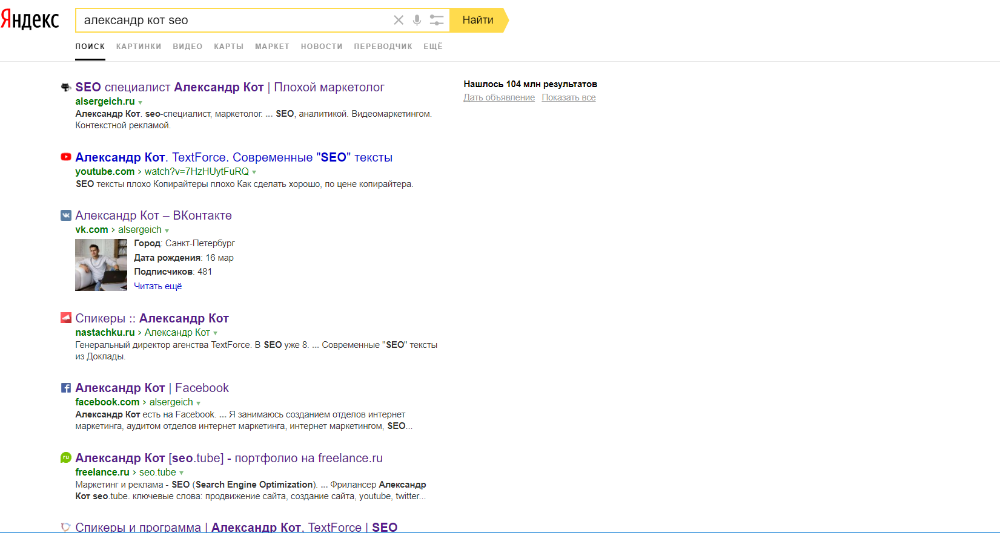 Яндекс
александр кот seo
Найти
ПОИСК КАРТИНКИ ВИДЕО КАРТЫ МАРКЕТ НОВОСТИ ПЕРЕВОДЧИК ЕЩЁ
SEO специалист Александр Кот | Плохой маркетолог
alsergeich.ru
Александр Кот. seo-специалист, маркетолог. ... SEO, аналитикой. Видеомаркетингом.
Контекстной рекламой.
Александр Кот. TextForce. Современные "SEO" тексты
youtube.com › watch?v=7HzHUytFuRQ
SEO тексты плохо Копирайтеры плохо Как сделать хорошо, по цене копирайтера.
Александр Кот – ВКонтакте
vk.com › alsergeich
Город: Санкт-Петербург
Дата рождения: 16 мар
Подписчиков: 481
Читать ещё
Спикеры :: Александр Кот
nastachku.ru › Александр Кот
Генеральный директор агенства TextForce. В SEO уже 8. ... Современные "SEO" тексты
из Доклады.
Александр Кот | Facebook
facebook.com › alsergeich
Александр Кот есть на Facebook. ... Я занимаюсь созданием отделов интернет
маркетинга, аудитом отделов интернет маркетинга, интернет маркетингом, SEO...
ru
Александр Кот [seo.tube] - портфолио на freelance.ru
freelance.ru › seo.tube
Маркетинг и реклама - SEO (Search Engine Optimization). ... Фрилансер Александр
Кот seo.tube. ключевые слова: продвижение сайта, создание сайта, youtube, twitter...
Спикеры и программа | Александр Кот, TextForce | SEO
Нашлось 104 млн результатов
Дать объявление Показать все